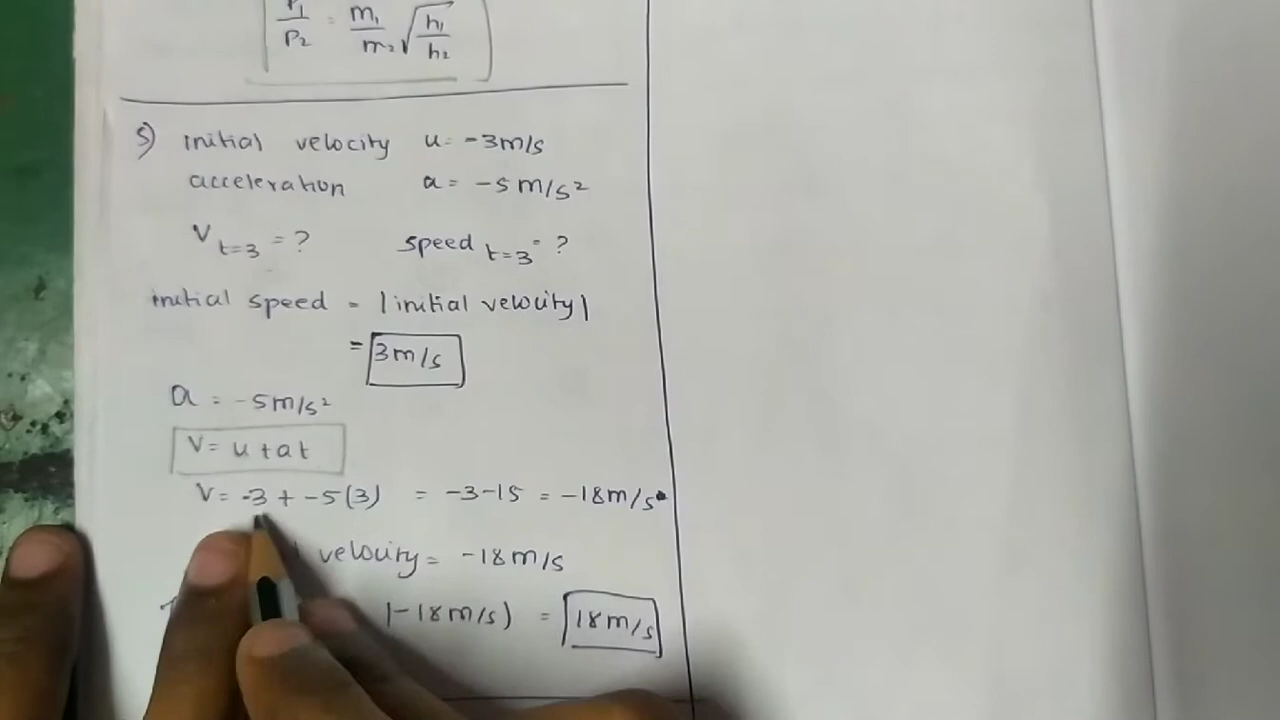 P₁/P₂ = m₁/m₂ √h₁/h₂
5) initial velocity u = -3m/s
acceleration a = -5m/s²
V t=3 = ? speed t=3 = ?
initial speed = |initial velocity|
= 3m/s
a = -5m/s²
V = u + at
V = -3 + -5(3) = -3-15 = -18m/s
velocity = -18m/s
|-18m/s) = 18m/s